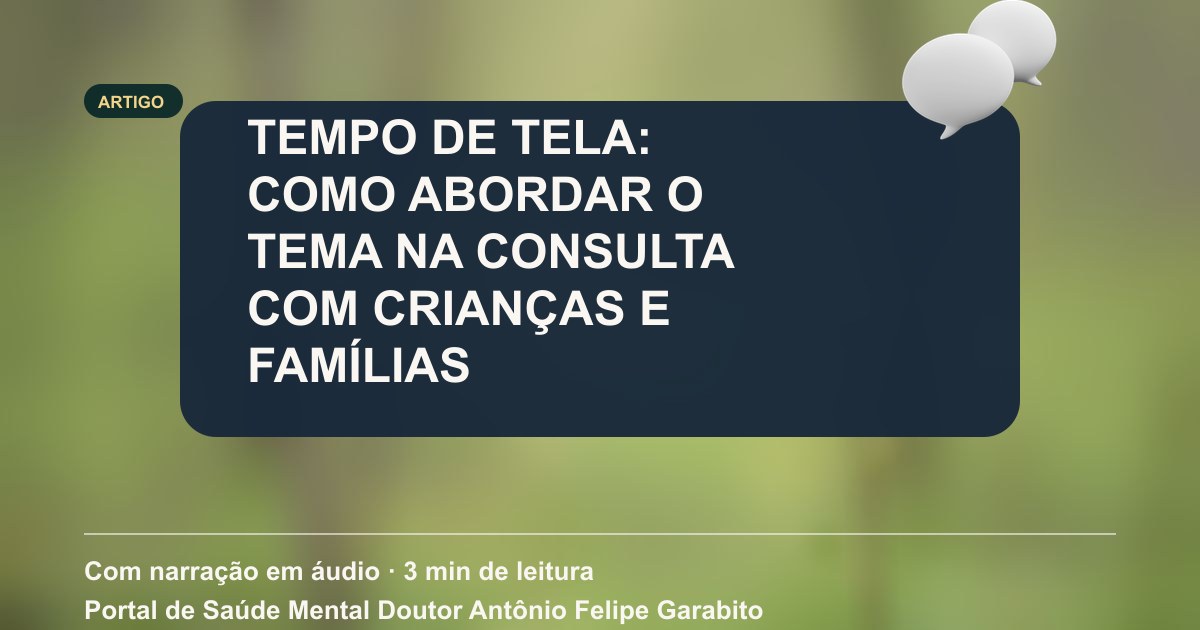 ARTIGO
TEMPO DE TELA:
COMO ABORDAR O
TEMA NA CONSULTA
COM CRIANÇAS E
FAMÍLIAS
Com narração em áudio · 3 min de leitura
Portal de Saúde Mental Doutor Antônio Felipe Garabito